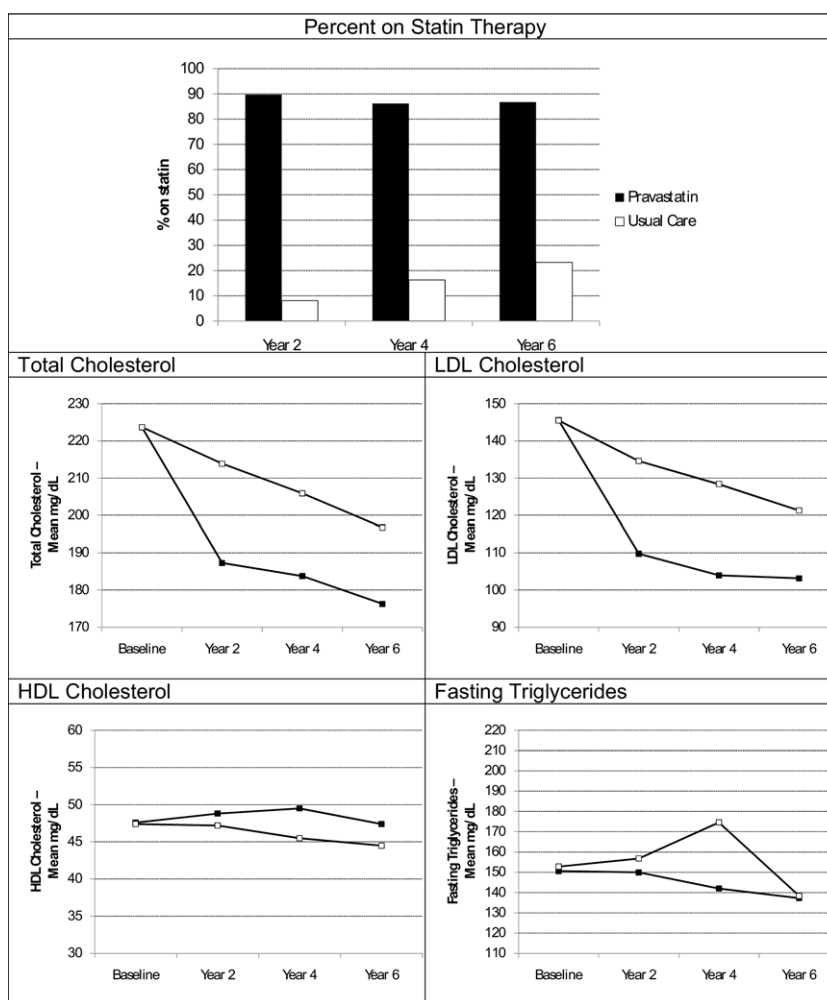 Percent on Statin Therapy
100
90
80
70
60
50
40
30
20
10
0
% on statin
Year 2
Year 4
Year 6
Pravastatin
Usual Care
Total Cholesterol
230
220
210
200
190
180
170
Total Cholesterol –
Mean mg/dL
Baseline
Year 2
Year 4
Year 6
LDL Cholesterol
150
140
130
120
110
100
90
LDL Cholesterol –
Mean mg/dL
Baseline
Year 2
Year 4
Year 6
HDL Cholesterol
60
55
50
45
40
35
30
HDL Cholesterol –
Mean mg/dL
Baseline
Year 2
Year 4
Year 6
Fasting Triglycerides
220
210
200
190
180
170
160
150
140
130
120
110
Fasting Triglycerides –
Mean mg/dL
Baseline
Year 2
Year 4
Year 6